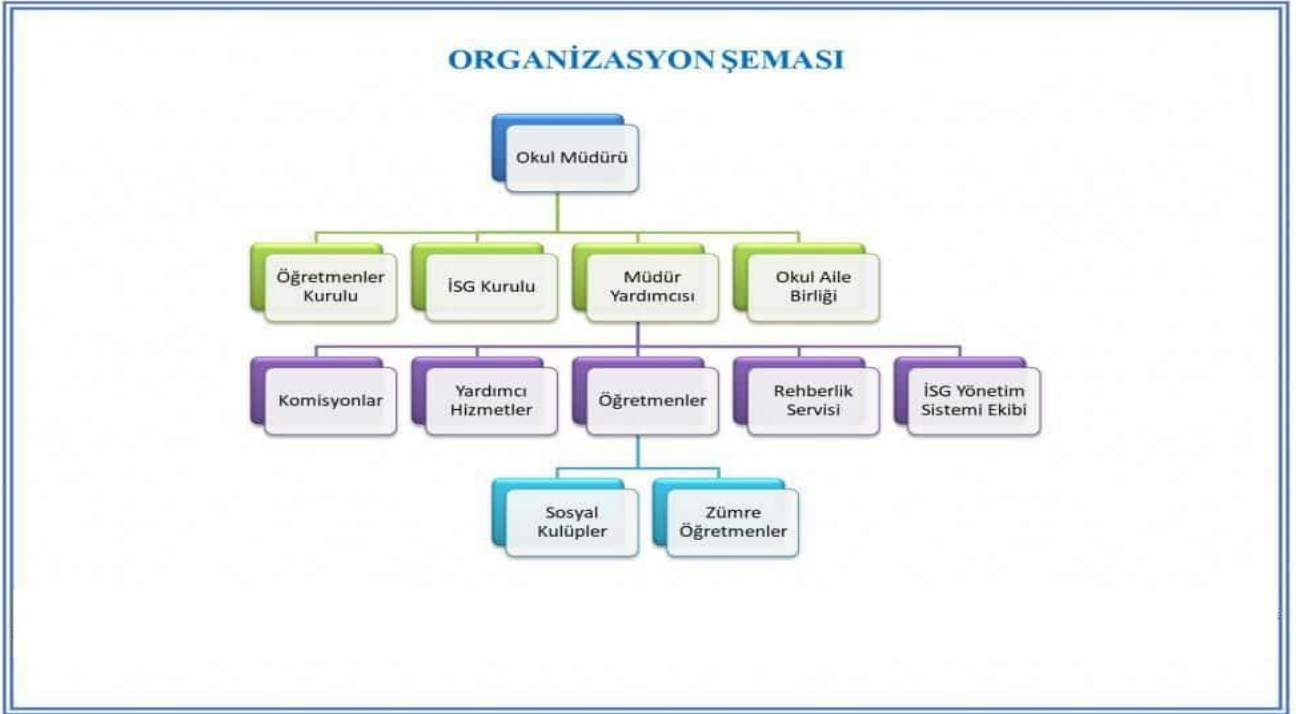 ORGANİZASYON ŞEMASI
Okul Müdürü
Öğretmenler
Kurulu
İSG Kurulu
Müdür
Yardımcısı
Okul Aile
Birliği
Komisyonlar
Yardımcı
Hizmetler
Öğretmenler
Rehberlik
Servisi
İSG Yönetim
Sistemi Ekibi
Sosyal
Kulüpler
Zümre
Öğretmenler